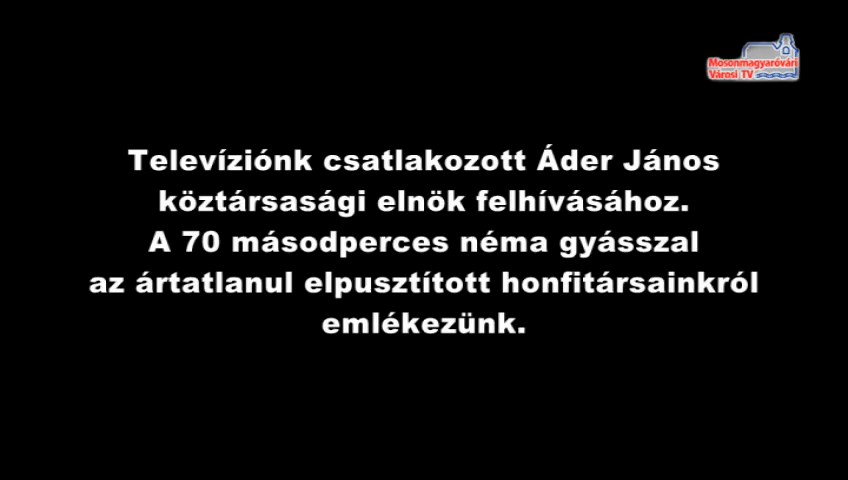 Mosonmagyaróvári
Városi TV
Televíziónk csatlakozott Áder János
köztársasági elnök felhívásához.
A 70 másodperces néma gyásszal
az ártatlanul elpusztított honfitársainkról
emlékezünk.